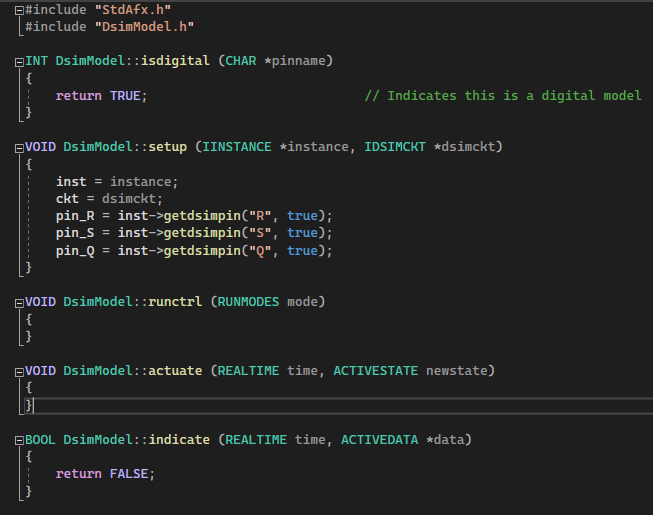 #include "StdAfx.h"
#include "DsimModel.h"

INT DsimModel::isdigital (CHAR *pinname)
{
    return TRUE;                            // Indicates this is a digital model
}

VOID DsimModel::setup (IINSTANCE *instance, IDSIMCKT *dsimckt)
{
    inst = instance;
    ckt = dsimckt;
    pin_R = inst->getdsimpin("R", true);
    pin_S = inst->getdsimpin("S", true);
    pin_Q = inst->getdsimpin("Q", true);
}

VOID DsimModel::runctrl (RUNMODES mode)
{
}

VOID DsimModel::actuate (REALTIME time, ACTIVESTATE newstate)
{
}

BOOL DsimModel::indicate (REALTIME time, ACTIVEDATA *data)
{
    return FALSE;
}